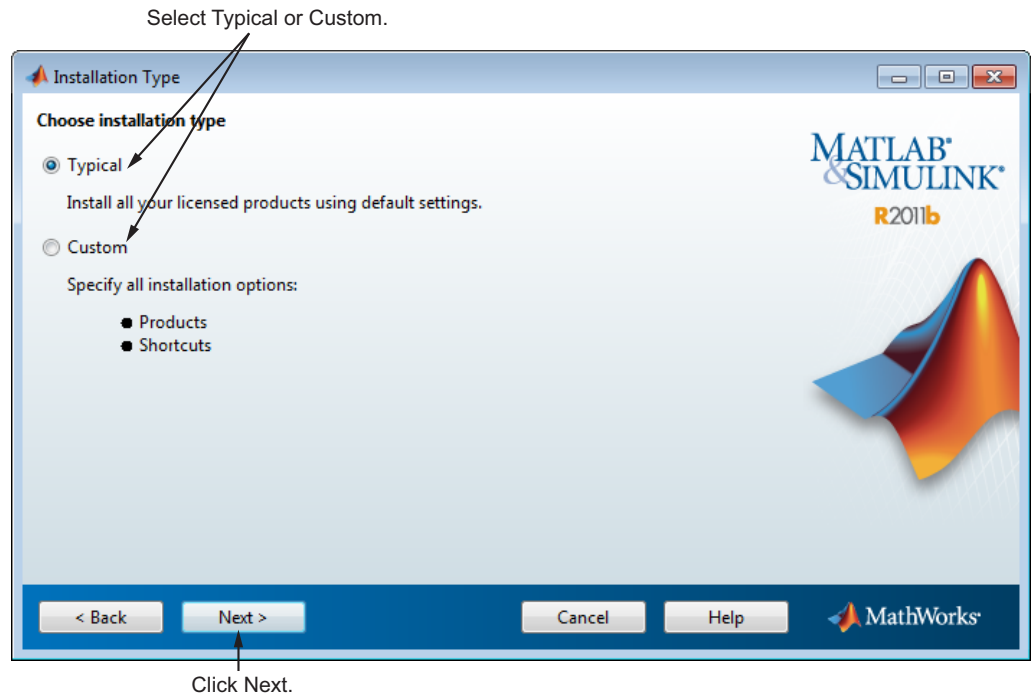 Select Typical or Custom.
Installation Type
Choose installation type
Typical
Install all your licensed products using default settings.
Custom
Specify all installation options:
Products
Shortcuts
MATLAB®
&SIMULINK®
R2011b
< Back
Next >
Cancel
Help
MathWorks®
Click Next.